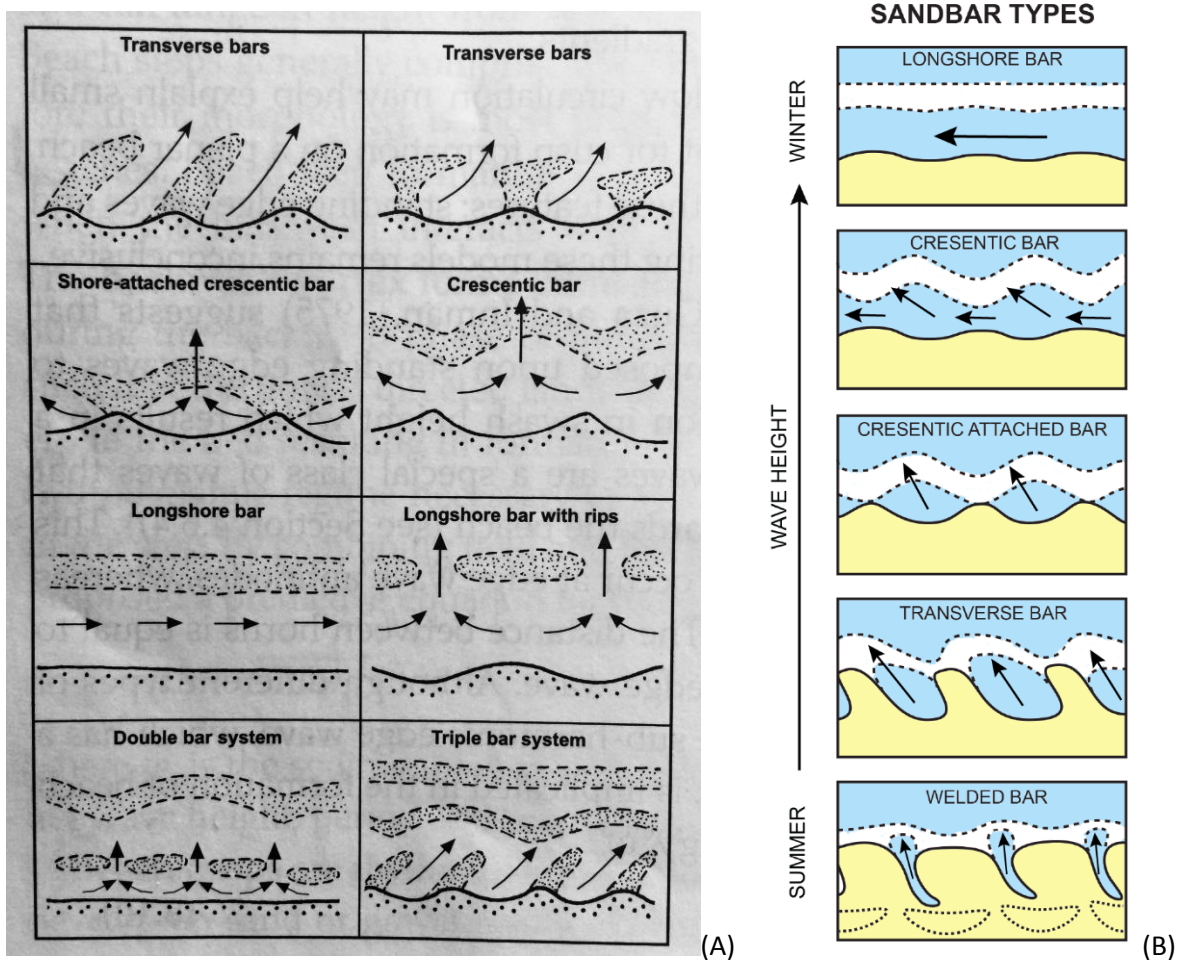 Transverse bars
Transverse bars
Shore-attached crescentic bar
Crescentic bar
Longshore bar
Longshore bar with rips
Double bar system
Triple bar system
(A)
SANDBAR TYPES
WINTER
WAVE HEIGHT
SUMMER
LONGSHORE BAR
CRESENTIC BAR
CRESENTIC ATTACHED BAR
TRANSVERSE BAR
WELDED BAR
(B)